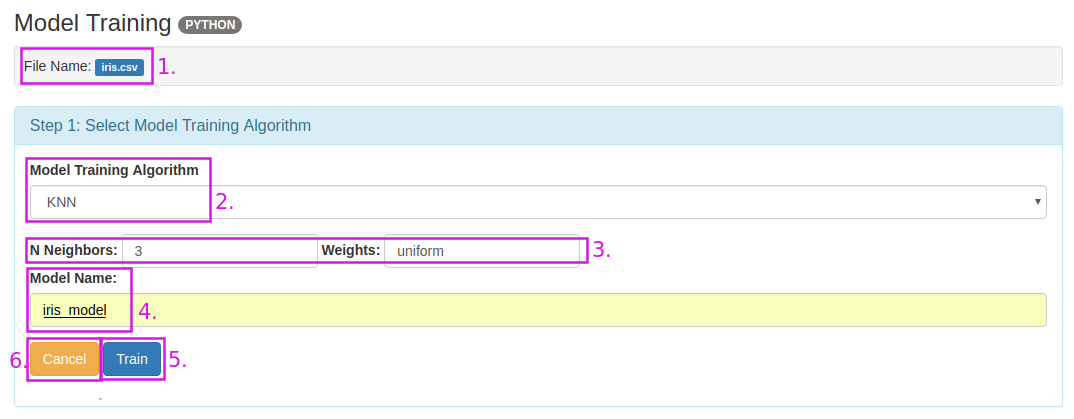 Model Training PYTHON
File Name: iris.csv 1.
Step 1: Select Model Training Algorithm
Model Training Algorithm
KNN 2.
N Neighbors: 3 Weights: uniform 3.
Model Name:
iris_model 4.
6. Cancel Train 5.